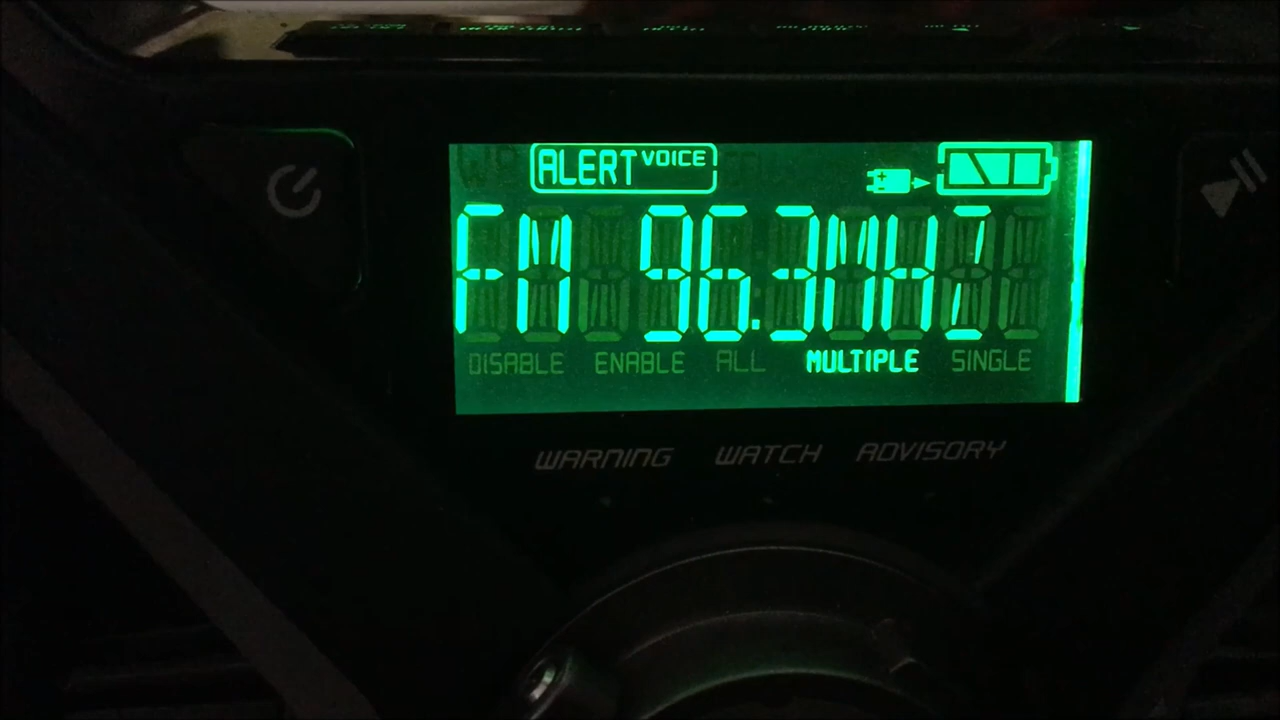 ALERT VOICE
FM 96.3MHZ
DISABLE ENABLE ALL MULTIPLE SINGLE
WARNING WATCH ADVISORY